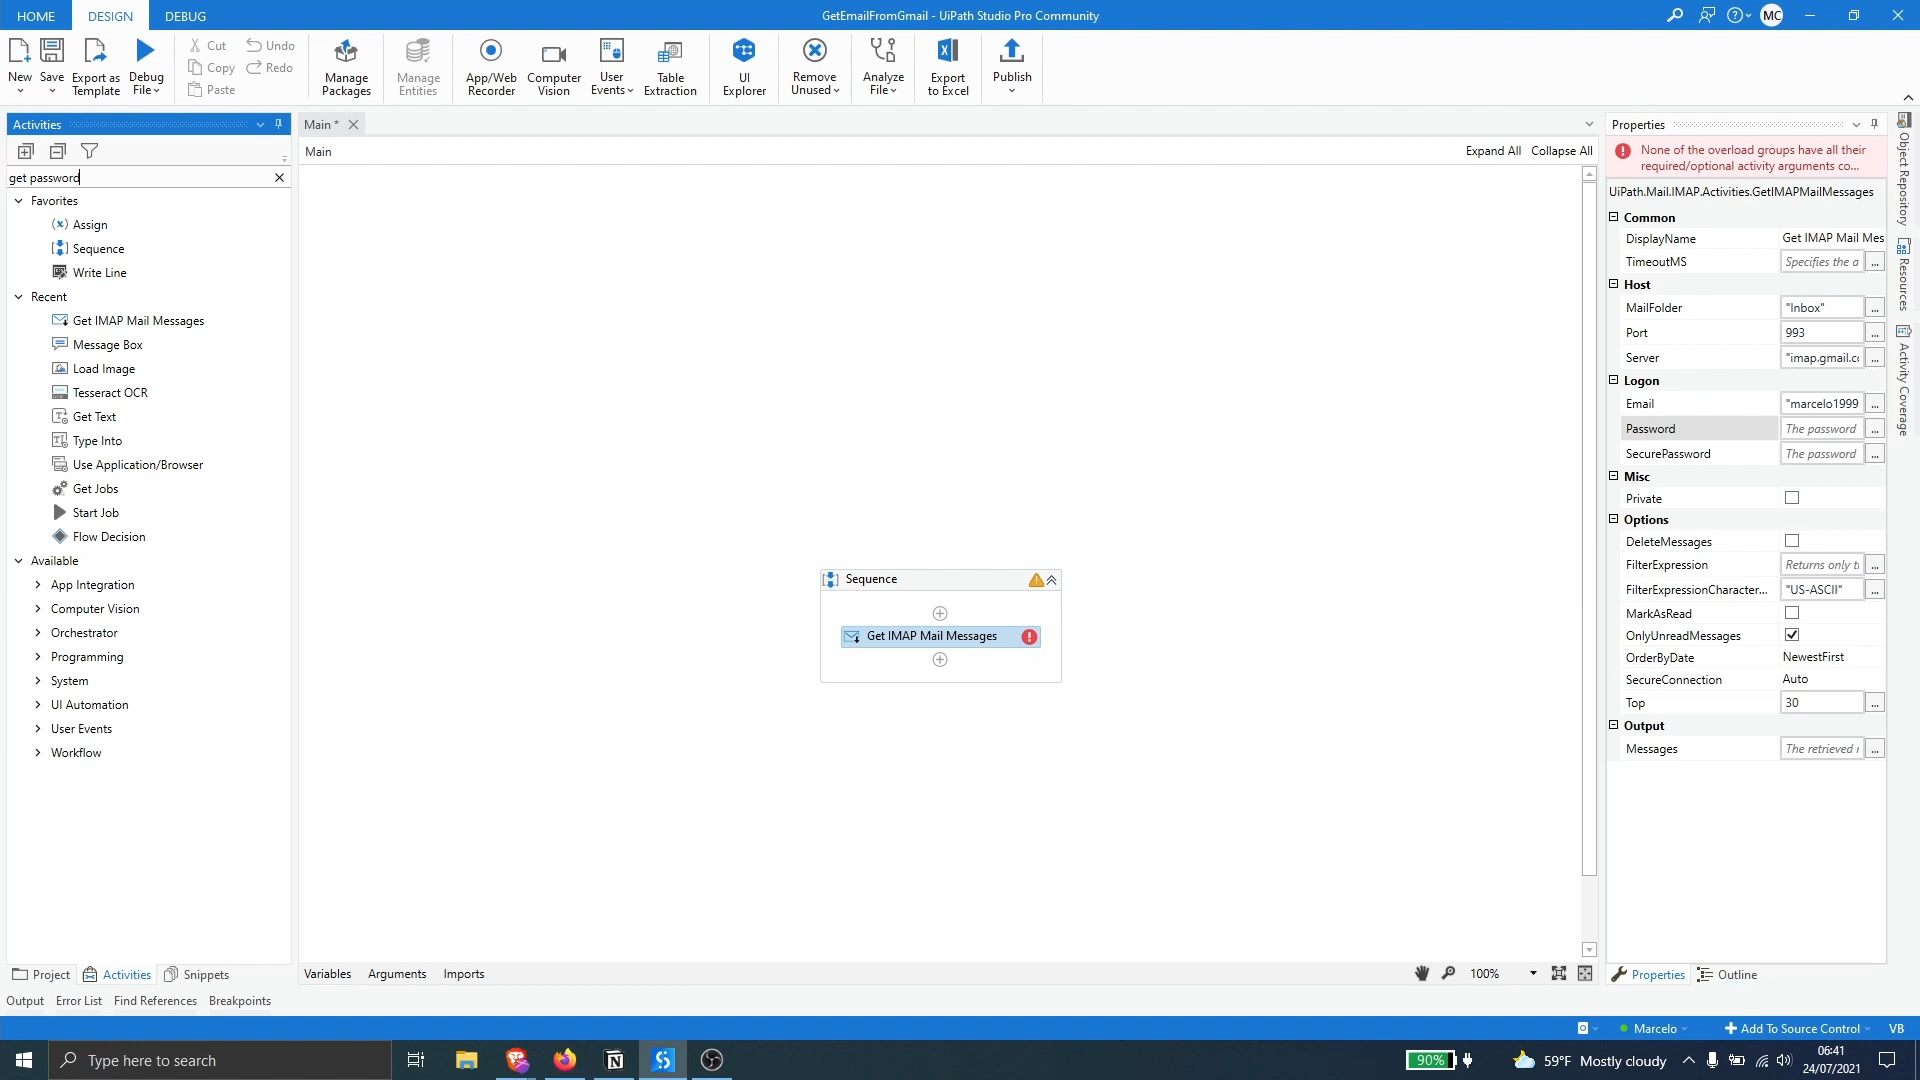 HOME DESIGN DEBUG
GetEmailFromGmail - UiPath Studio Pro Community
MC
New Save Export as Template Debug File
Cut Copy Paste Undo Redo
Manage Packages
Manage Entities
App/Web Recorder
Computer Vision
User Events
Table Extraction
UI Explorer
Remove Unused
Analyze File
Export to Excel
Publish
Activities
get password
Favorites
Assign
Sequence
Write Line
Recent
Get IMAP Mail Messages
Message Box
Load Image
Tesseract OCR
Get Text
Type Into
Use Application/Browser
Get Jobs
Start Job
Flow Decision
Available
App Integration
Computer Vision
Orchestrator
Programming
System
UI Automation
User Events
Workflow
Project Activities Snippets
Main *
Main
Expand All Collapse All
Sequence
Get IMAP Mail Messages
Variables Arguments Imports
100%
Properties
None of the overload groups have all their
required/optional activity arguments co...
UiPath.Mail.IMAP.Activities.GetIMAPMailMessages
Common
DisplayName Get IMAP Mail Mes
TimeoutMS Specifies the a ...
Host
MailFolder "Inbox" ...
Port 993 ...
Server "imap.gmail.co ...
Logon
Email "marcelo1999 ...
Password The password ...
SecurePassword The password ...
Misc
Private
Options
DeleteMessages
FilterExpression Returns only tl ...
FilterExpressionCharacter... "US-ASCII" ...
MarkAsRead
OnlyUnreadMessages
OrderByDate NewestFirst
SecureConnection Auto
Top 30 ...
Output
Messages The retrieved r ...
Properties Outline
Object Repository
Resources
Activity Coverage
Output Error List Find References Breakpoints
Marcelo Add To Source Control VB
Type here to search
90%
59°F Mostly cloudy
06:41
24/07/2021